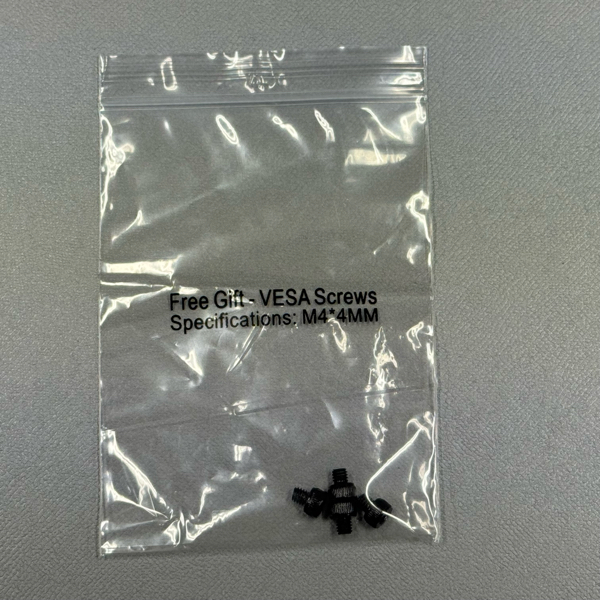 Free Gift - VESA Screws
Specifications: M4*4MM